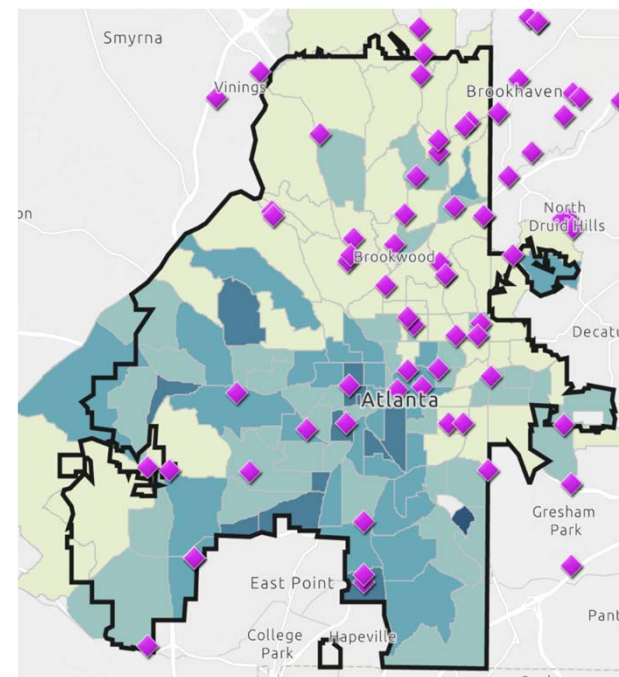 Smyrna
Vinings
Brookhaven
on
North
Druid Hills
Brookwood
Decatu
Atlanta
Gresham
Park
East Point
Pant
College
Park
Hapeville